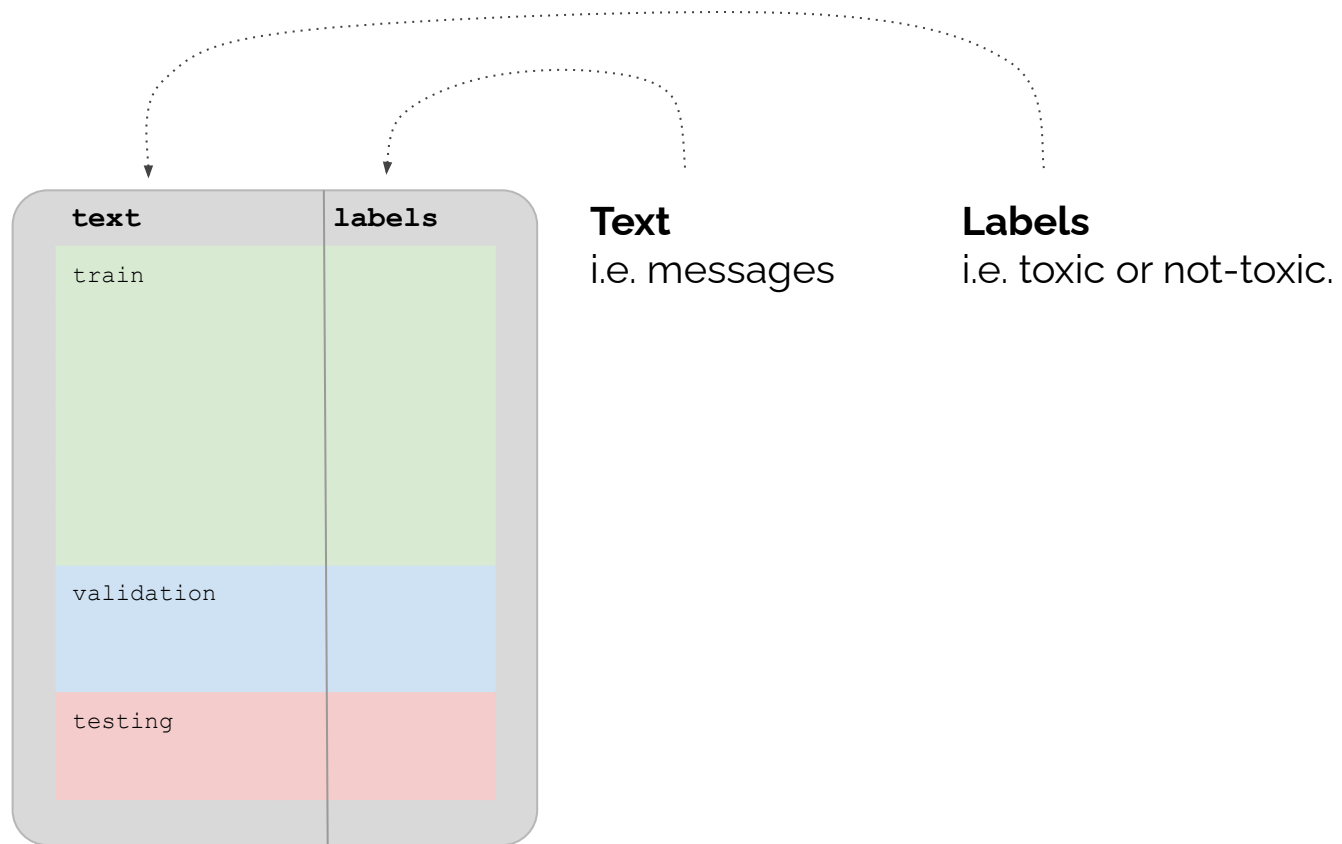 text labels
train
validation
testing
Text
i.e. messages
Labels
i.e. toxic or not-toxic.